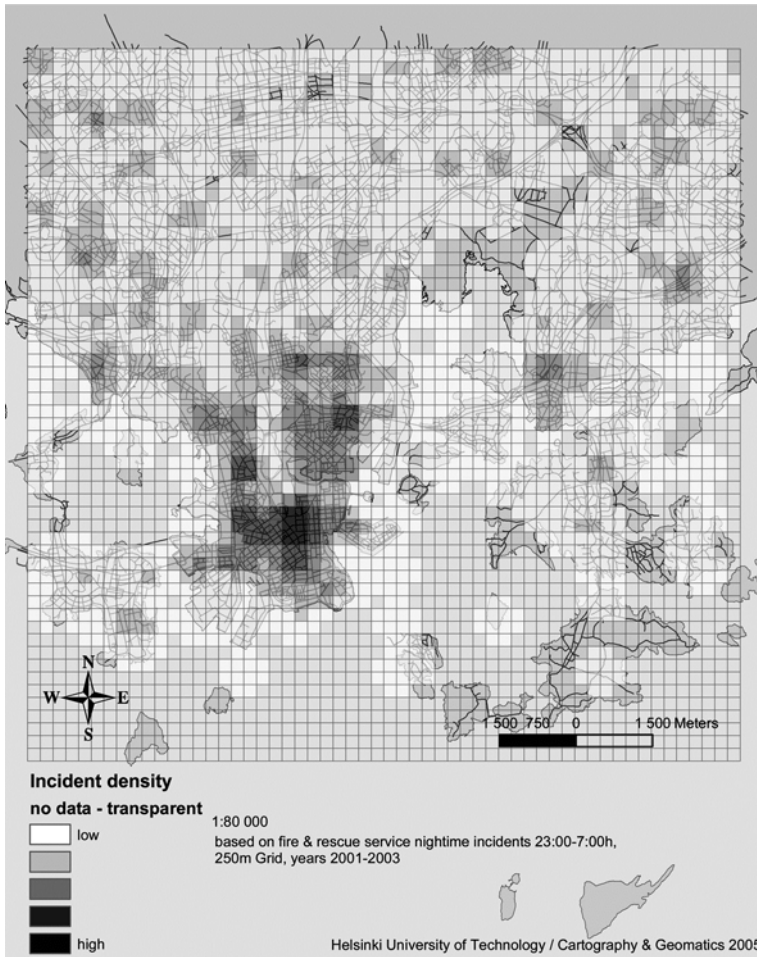 N
W E
S
1 500 750 0 1 500 Meters
Incident density
no data - transparent
low
high
1:80 000
based on fire & rescue service nightime incidents 23:00-7:00h,
250m Grid, years 2001-2003
Helsinki University of Technology / Cartography & Geomatics 2005